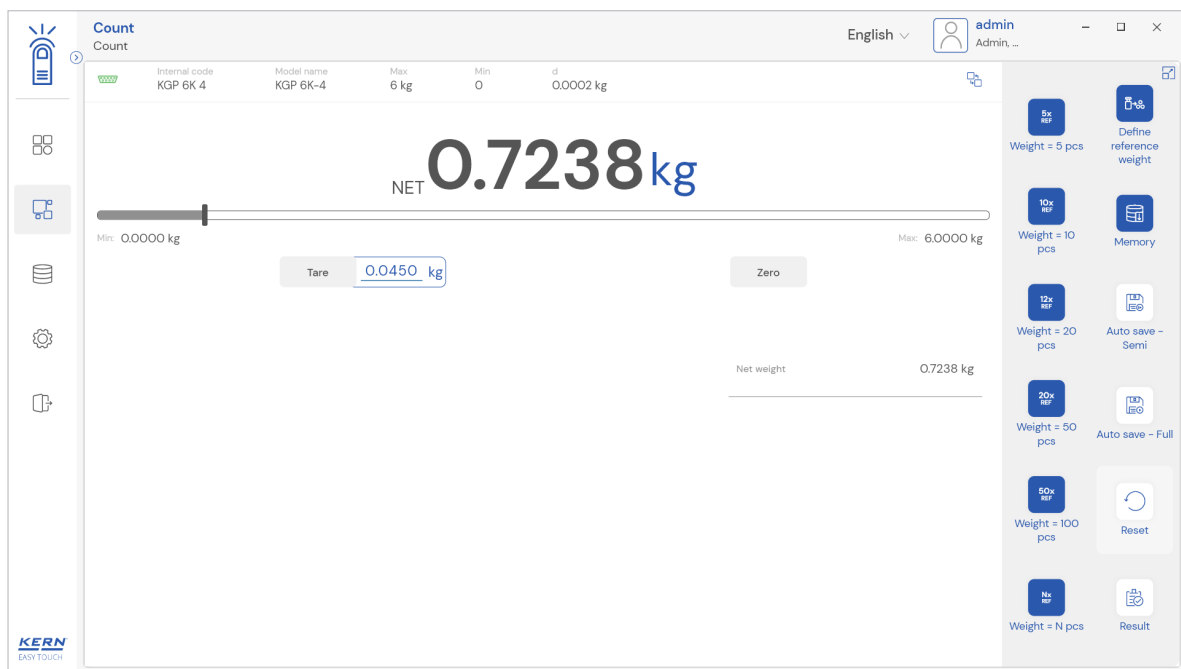 Count
Count
English
admin
Admin, ...
Internal code
KGP 6K 4
Model name
KGP 6K-4
Max
6 kg
Min
0
d
0.0002 kg
NET 0.7238 kg
Min: 0.0000 kg
Max: 6.0000 kg
Tare
0.0450 kg
Zero
Net weight
0.7238 kg
5x
REF
Weight = 5 pcs
Define
reference
weight
10x
REF
Weight = 10
pcs
Memory
12x
REF
Weight = 20
pcs
Auto save -
Semi
20x
REF
Weight = 50
pcs
Auto save - Full
50x
REF
Weight = 100
pcs
Reset
Nx
REF
Weight = N pcs
Result
KERN
EASY TOUCH